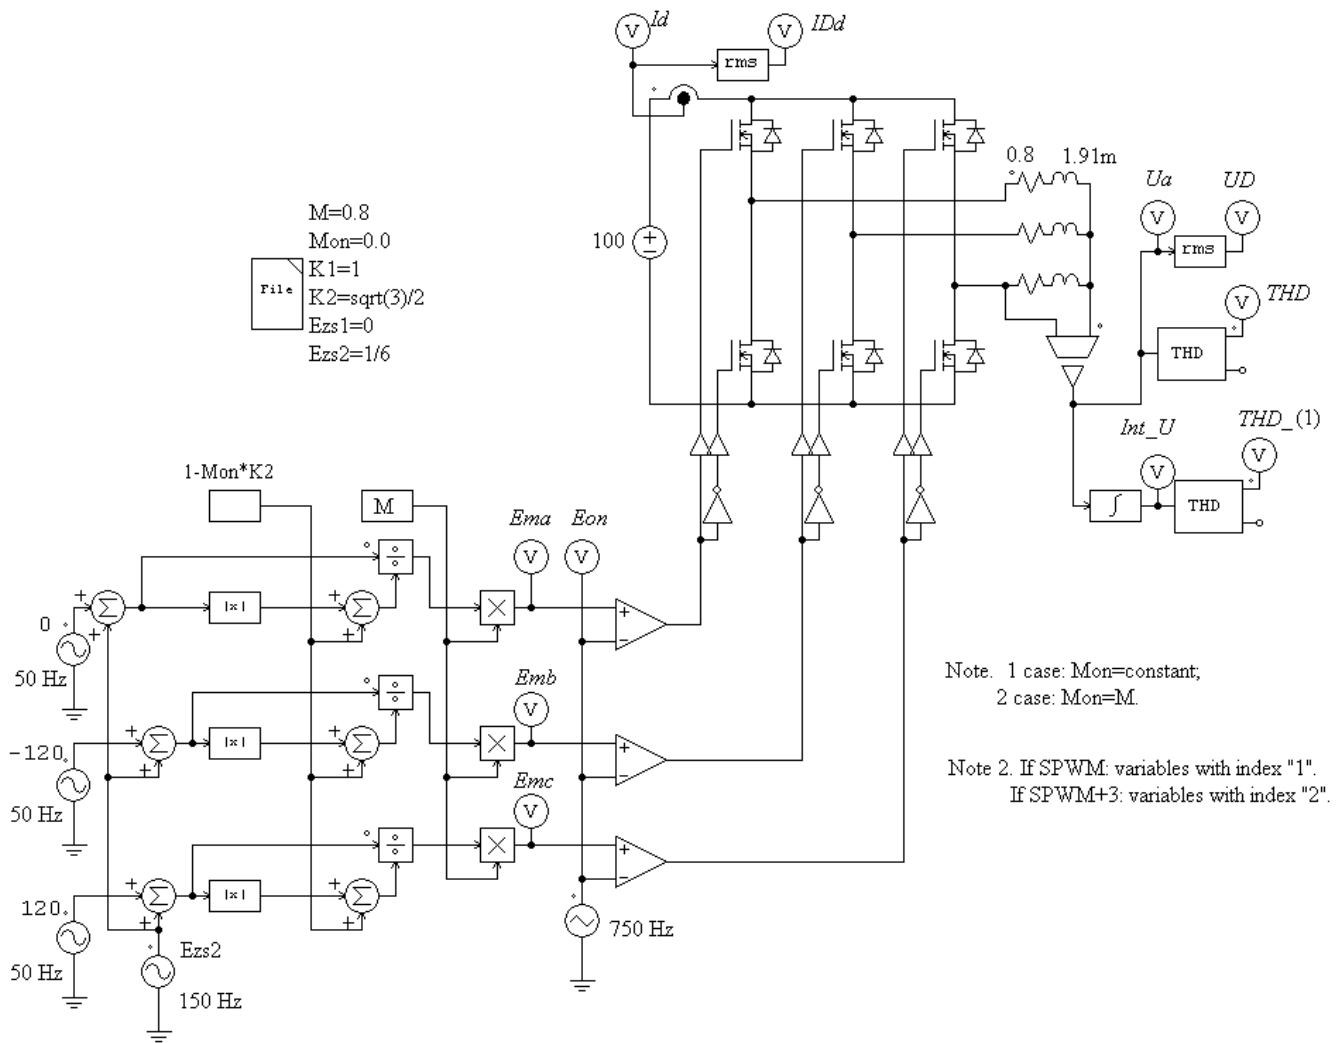 Id
IDd
V
V
rms
0.8
1.91m
Ua
UD
V
V
rms
M=0.8
Mon=0.0
K1=1
K2=sqrt(3)/2
Ezs1=0
Ezs2=1/6
File
100
THD
V
THD
Int_U
THD_(1)
V
V
∫
THD
1-Mon*K2
M
Ema
Eon
V
V
|x|
Σ
Σ
0
50 Hz
Emb
V
Σ
|x|
Σ
-120
50 Hz
Emc
V
Σ
|x|
Σ
120
50 Hz
Ezs2
150 Hz
750 Hz
Note. 1 case: Mon=constant;
2 case: Mon=M.
Note 2. If SPWM: variables with index "1".
If SPWM+3: variables with index "2".